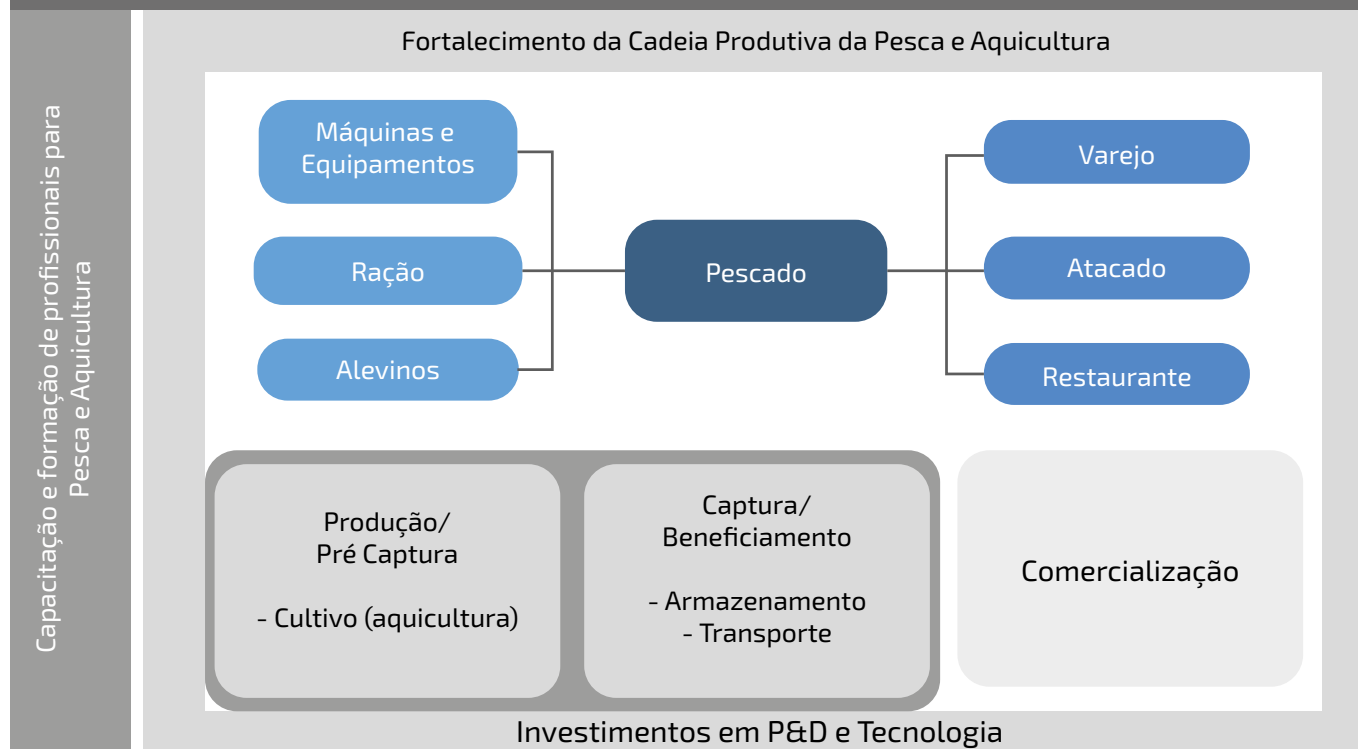 Fortalecimento da Cadeia Produtiva da Pesca e Aquicultura
Capacitação e formação de profissionais para
Pesca e Aquicultura
Máquinas e
Equipamentos
Ração
Alevinos
Pescado
Varejo
Atacado
Restaurante
Produção/
Pré Captura
- Cultivo (aquicultura)
Captura/
Beneficiamento
- Armazenamento
- Transporte
Comercialização
Investimentos em P&D e Tecnologia